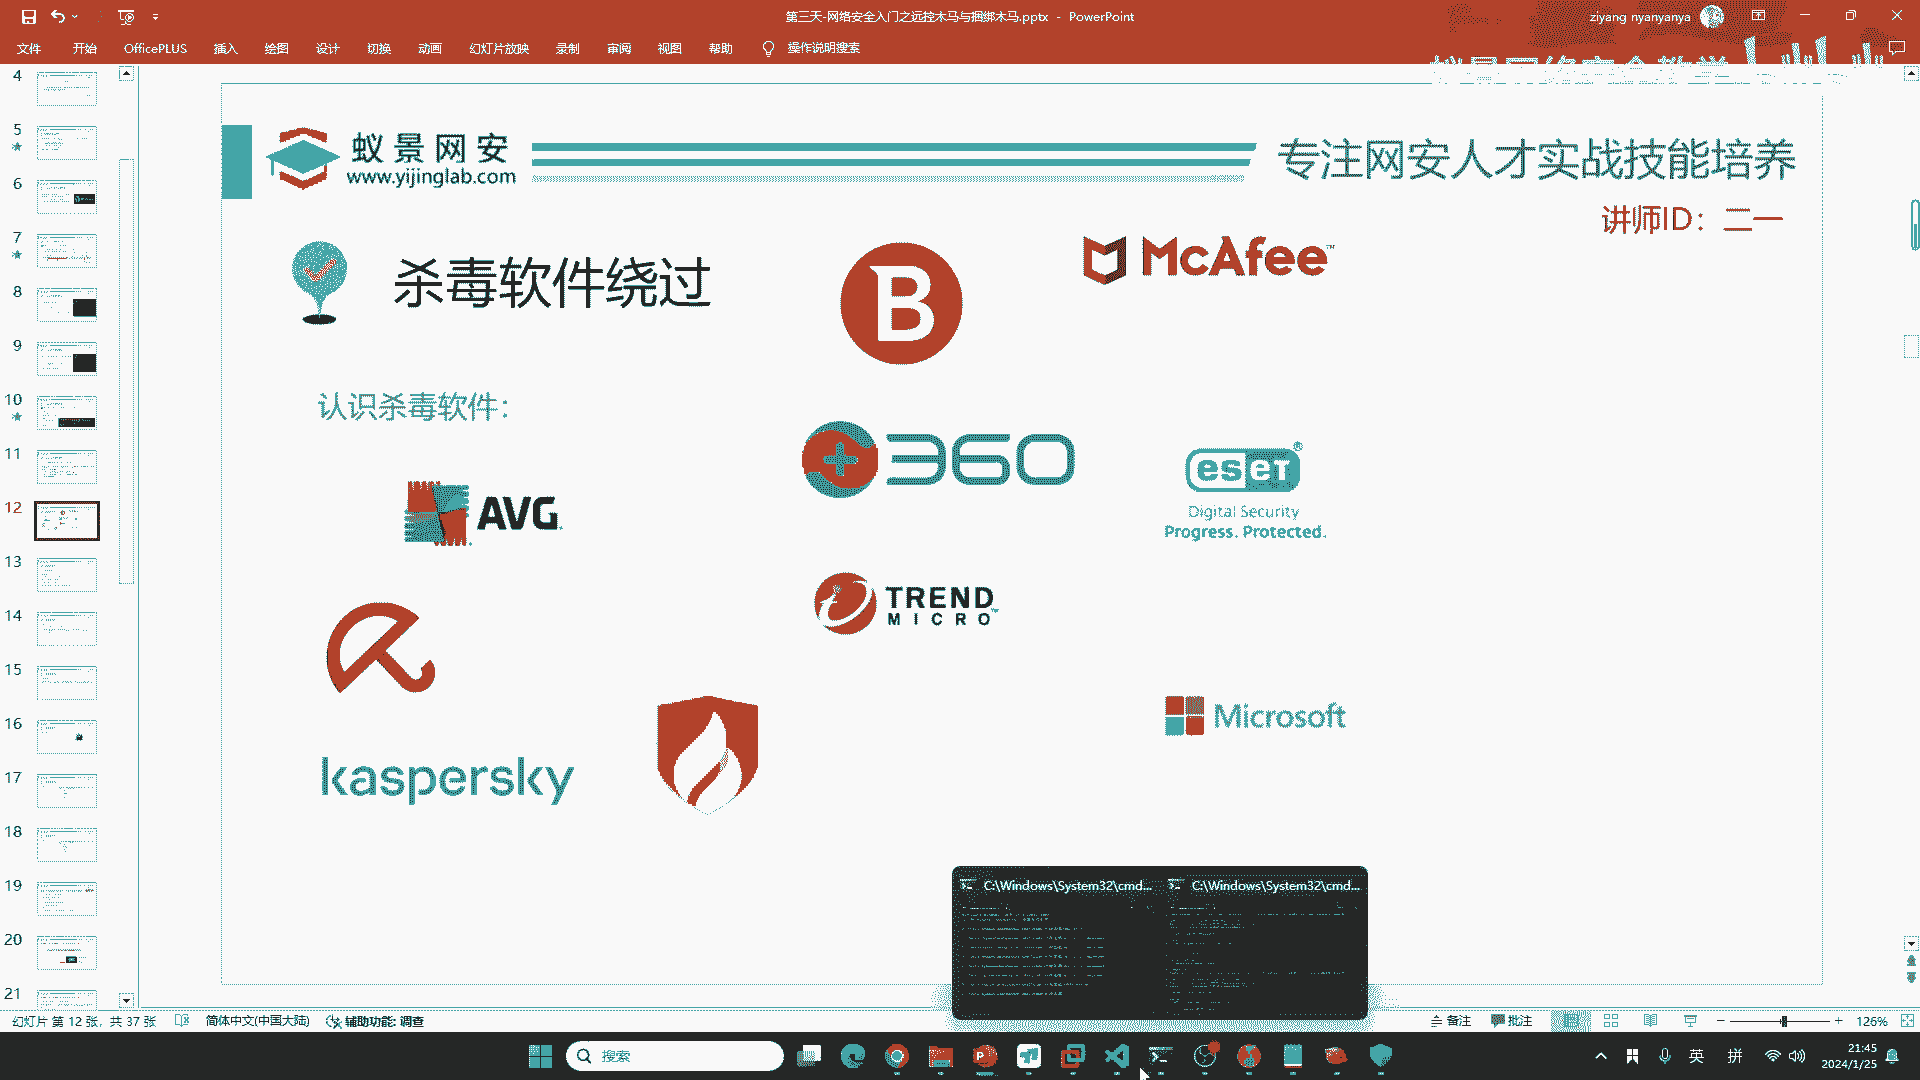 第三天-网络安全入门之远控木马与捆绑木马.pptx - PowerPoint
ziyang nyanyanya
文件 开始 OfficePLUS 插入 绘图 设计 切换 动画 幻灯片放映 录制 审阅 视图 帮助 操作说明搜索
4
5
6
7
8
9
10
11
12
13
14
15
16
17
18
19
20
21
蚁景网安
www.yijinglab.com
专注网安人才实战技能培养
讲师ID：二一
杀毒软件绕过
B
McAfee™
认识杀毒软件：
360
eseT®
Digital Security
Progress. Protected.
AVG
TREND
MICRO™
Microsoft
kaspersky
C:\Windows\System32\cmd... C:\Windows\System32\cmd...
幻灯片 第 12 张，共 37 张 简体中文(中国大陆) 辅助功能: 调查
备注 批注 126%
搜索
英 拼
21:45
2024/1/25